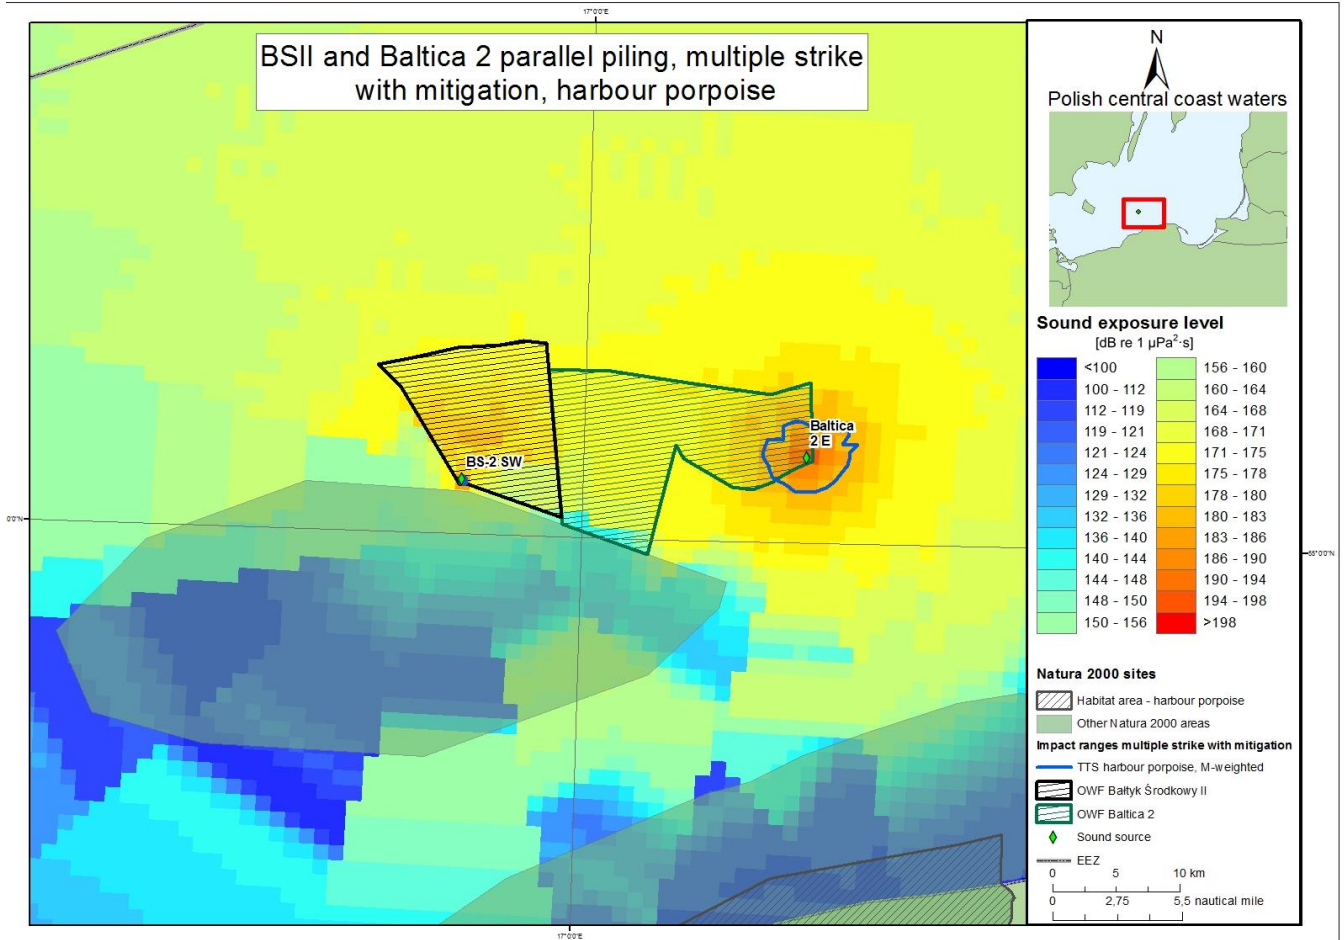 17°0'0"E
BSII and Baltica 2 parallel piling, multiple strike
with mitigation, harbour porpoise
BS-2 SW
Baltica
2 E
0'0"N
55°0'0"N
17°0'0"E
N
Polish central coast waters
Sound exposure level
[dB re 1 µPa²·s]
<100
100 - 112
112 - 119
119 - 121
121 - 124
124 - 129
129 - 132
132 - 136
136 - 140
140 - 144
144 - 148
148 - 150
150 - 156
156 - 160
160 - 164
164 - 168
168 - 171
171 - 175
175 - 178
178 - 180
180 - 183
183 - 186
186 - 190
190 - 194
194 - 198
>198
Natura 2000 sites
Habitat area - harbour porpoise
Other Natura 2000 areas
Impact ranges multiple strike with mitigation
TTS harbour porpoise, M-weighted
OWF Bałtyk Środkowy II
OWF Baltica 2
Sound source
EEZ
0 5 10 km
0 2,75 5,5 nautical mile